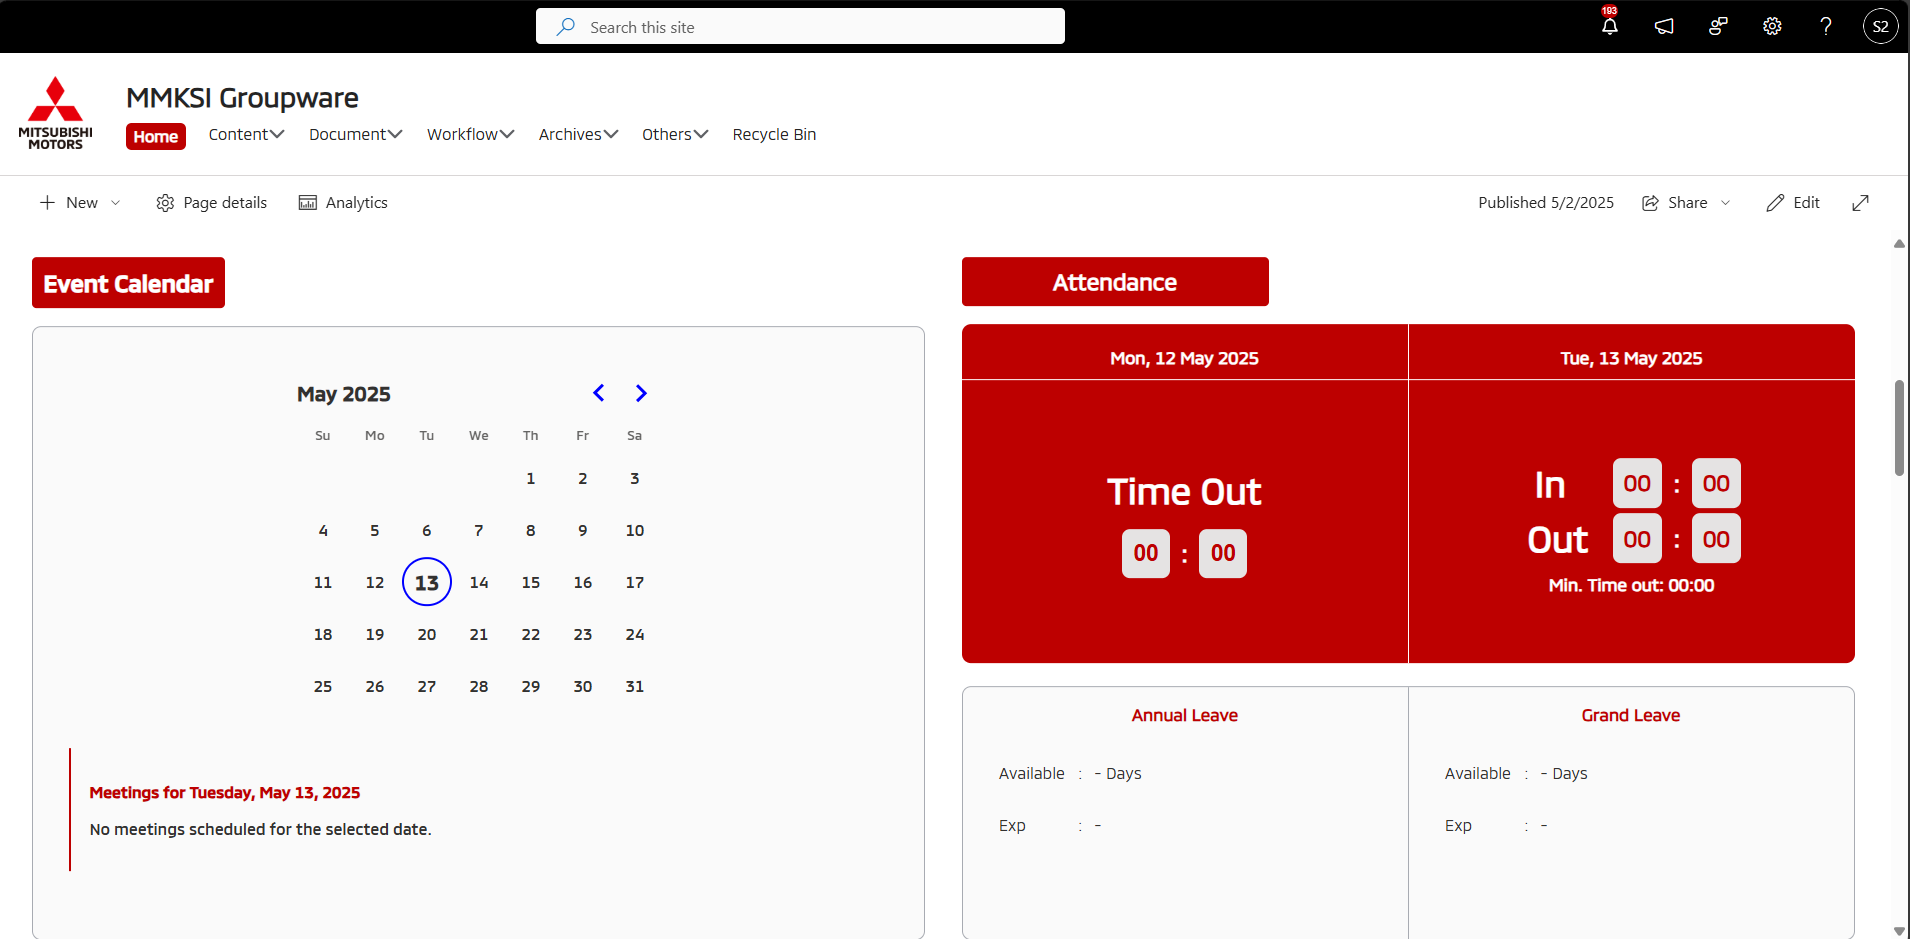 Search this site
193
?
S2
MITSUBISHI
MOTORS
MMKSI Groupware
Home
Content
Document
Workflow
Archives
Others
Recycle Bin
New
Page details
Analytics
Published 5/2/2025
Share
Edit
Event Calendar
May 2025
Su Mo Tu We Th Fr Sa
1 2 3
4 5 6 7 8 9 10
11 12 13 14 15 16 17
18 19 20 21 22 23 24
25 26 27 28 29 30 31
Meetings for Tuesday, May 13, 2025
No meetings scheduled for the selected date.
Attendance
Mon, 12 May 2025
Time Out
00 : 00
Tue, 13 May 2025
In 00 : 00
Out 00 : 00
Min. Time out: 00:00
Annual Leave
Available : - Days
Exp : -
Grand Leave
Available : - Days
Exp : -